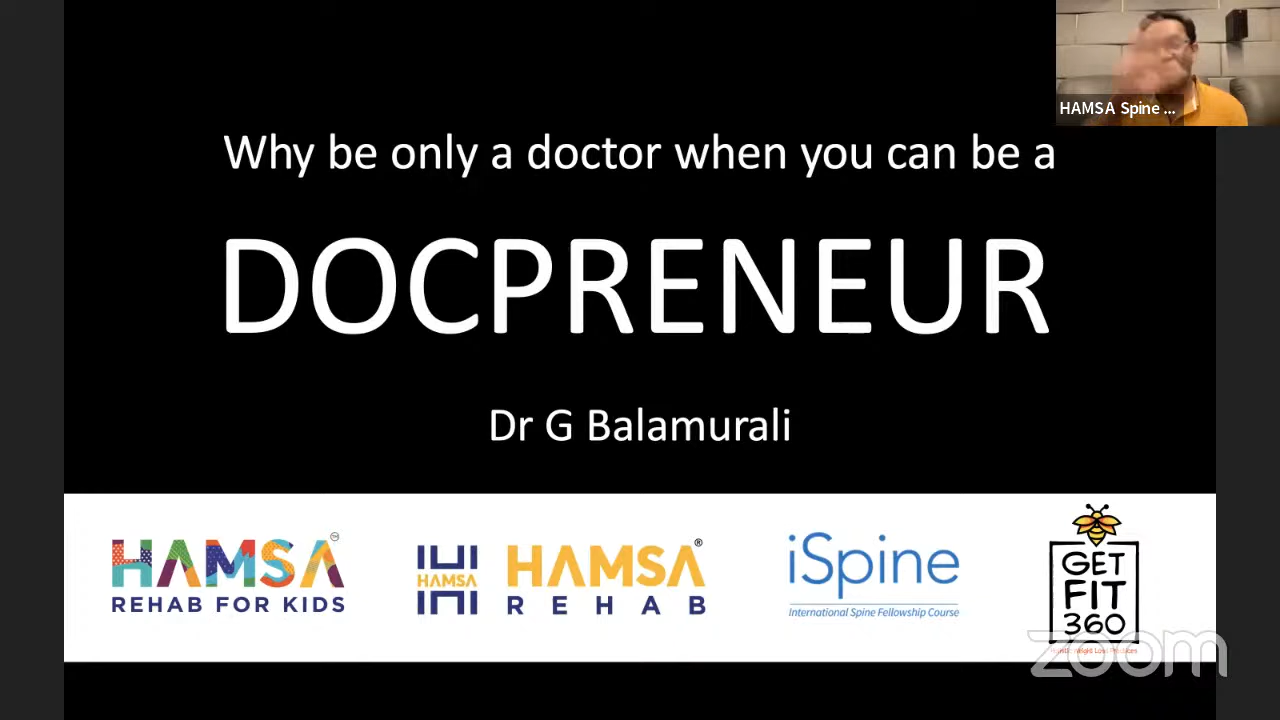 HAMSA Spine ...
Why be only a doctor when you can be a
DOCPRENEUR
Dr G Balamurali
HAMSA™
REHAB FOR KIDS
HAMSA
HAMSA®
REHAB
iSpine
International Spine Fellowship Course
GET
FIT
360
zoom